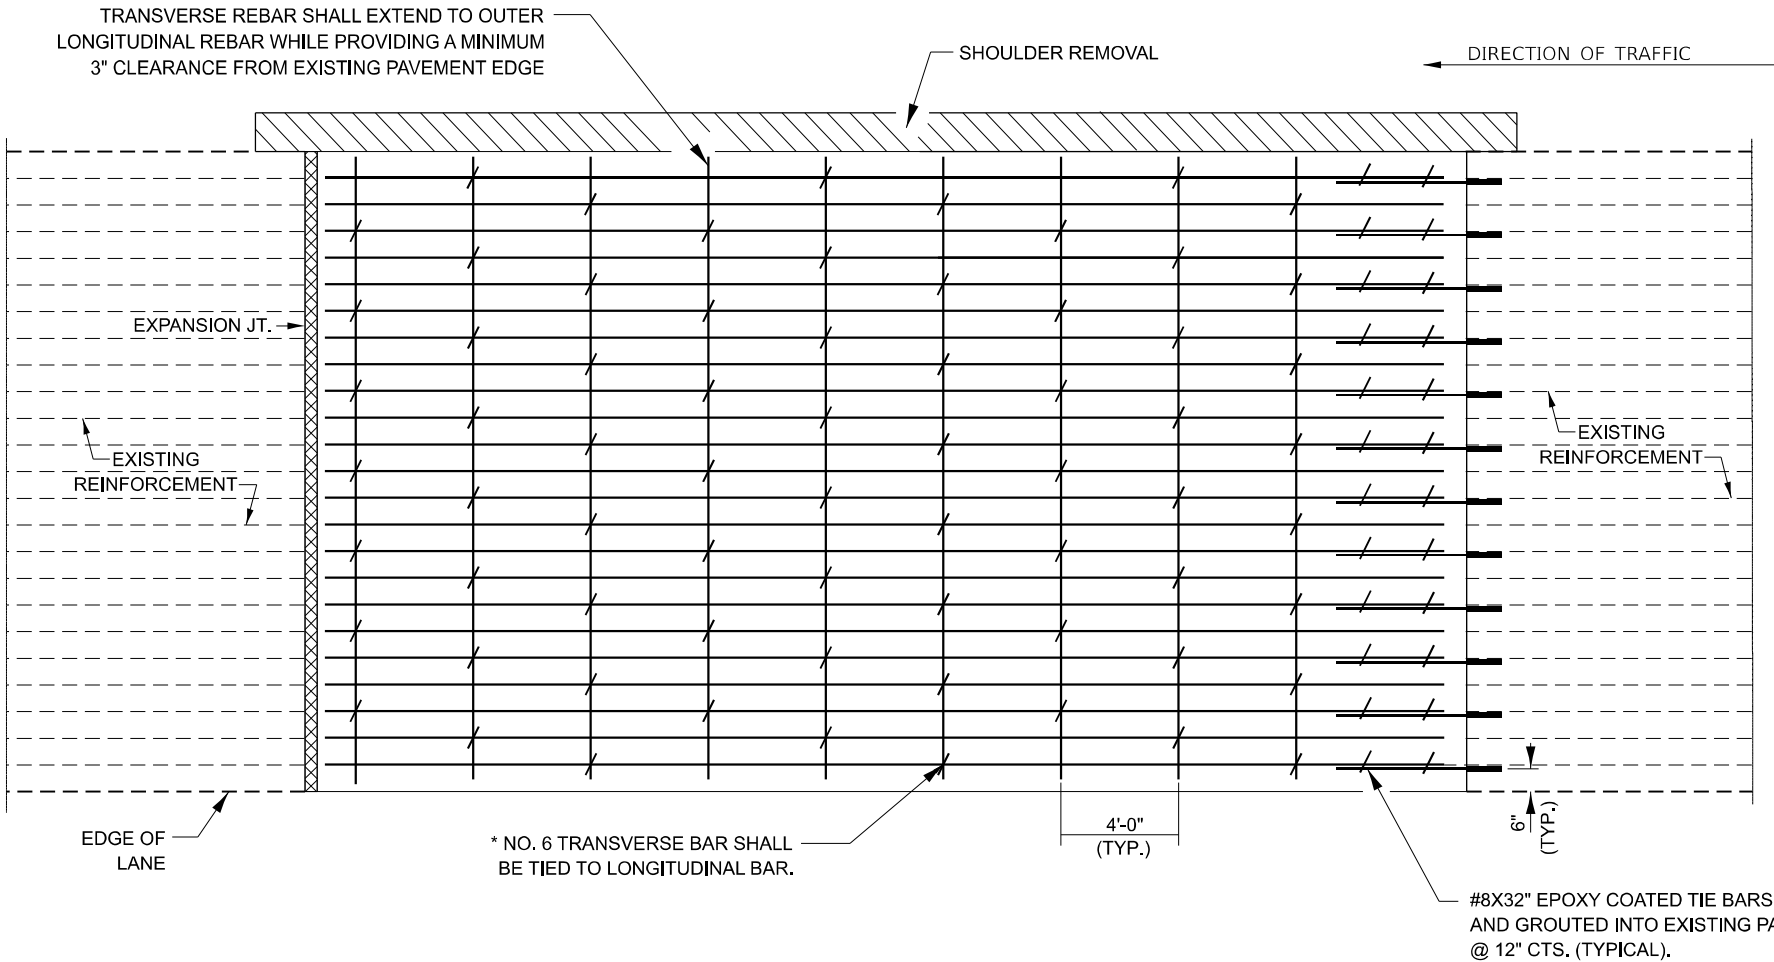 TRANSVERSE REBAR SHALL EXTEND TO OUTER
LONGITUDINAL REBAR WHILE PROVIDING A MINIMUM
3" CLEARANCE FROM EXISTING PAVEMENT EDGE
SHOULDER REMOVAL
DIRECTION OF TRAFFIC
EXPANSION JT.
EXISTING
REINFORCEMENT
EXISTING
REINFORCEMENT
EDGE OF
LANE
* NO. 6 TRANSVERSE BAR SHALL
BE TIED TO LONGITUDINAL BAR.
4'-0"
(TYP.)
6"
(TYP.)
#8X32" EPOXY COATED TIE BARS
AND GROUTED INTO EXISTING PA
@ 12" CTS. (TYPICAL).